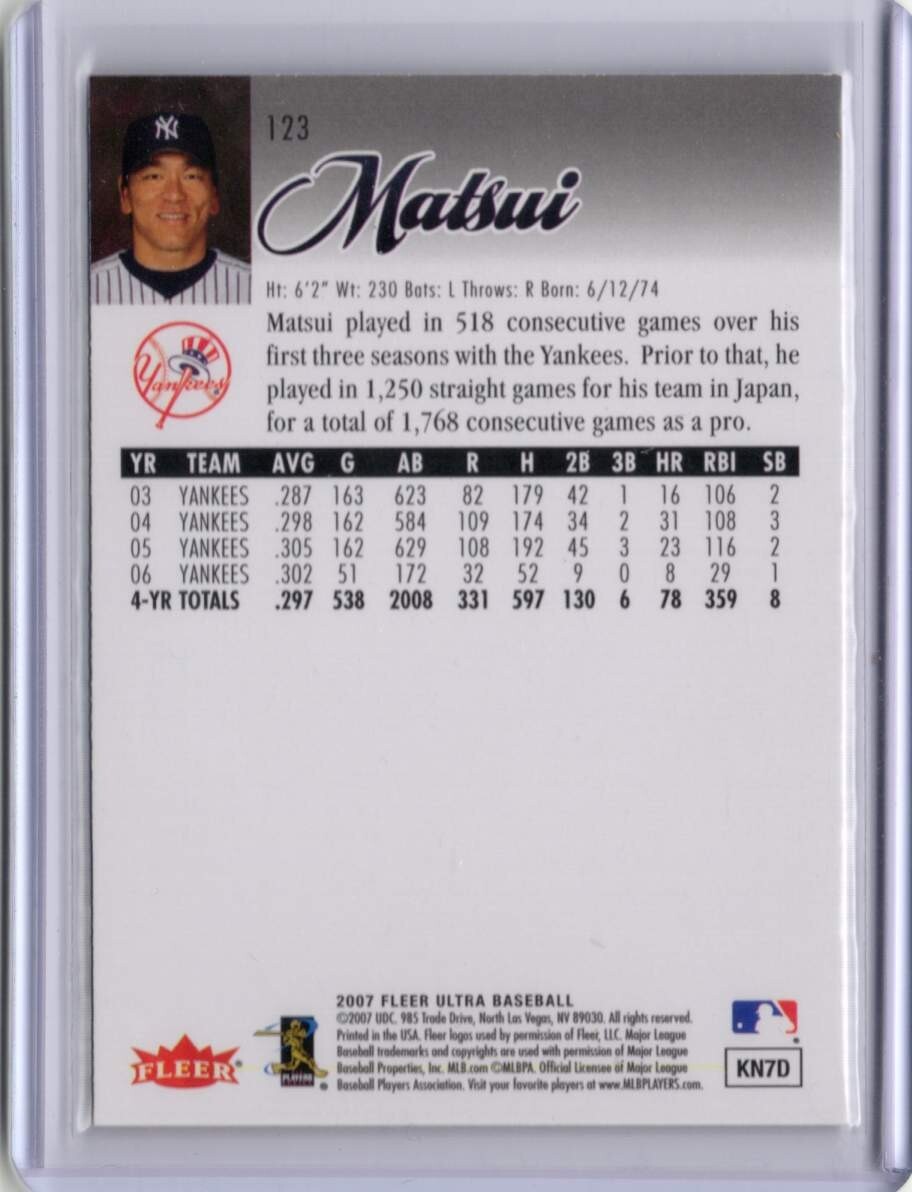 NY
123
Matsui
Ht: 6'2" Wt: 230 Bats: L Throws: R Born: 6/12/74
Matsui played in 518 consecutive games over his
first three seasons with the Yankees. Prior to that, he
played in 1,250 straight games for his team in Japan,
for a total of 1,768 consecutive games as a pro.
Yankees
YR TEAM AVG G AB R H 2B 3B HR RBI SB
03 YANKEES .287 163 623 82 179 42 1 16 106 2
04 YANKEES .298 162 584 109 174 34 2 31 108 3
05 YANKEES .305 162 629 108 192 45 3 23 116 2
06 YANKEES .302 51 172 32 52 9 0 8 29 1
4-YR TOTALS .297 538 2008 331 597 130 6 78 359 8
2007 FLEER ULTRA BASEBALL
©2007 UDC. 985 Trade Drive, North Las Vegas, NV 89030. All rights reserved.
Printed in the USA. Fleer logos used by permission of Fleer, LLC. Major League
Baseball trademarks and copyrights are used with permission of Major League
Baseball Properties, Inc. MLB.com ©MLBPA. Official Licensee of Major League
Baseball Players Association. Visit your favorite players at www.MLBPLAYERS.com.
FLEER
PLAYERS
KN7D